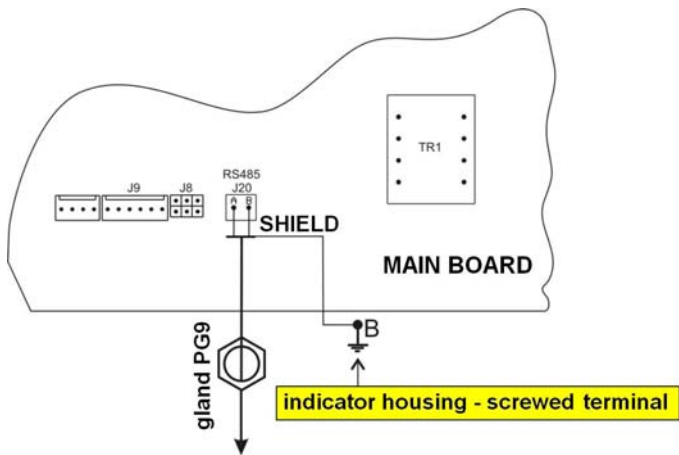 TR1
RS485
J9
J8
J20
A B
SHIELD
MAIN BOARD
B
gland PG9
indicator housing - screwed terminal